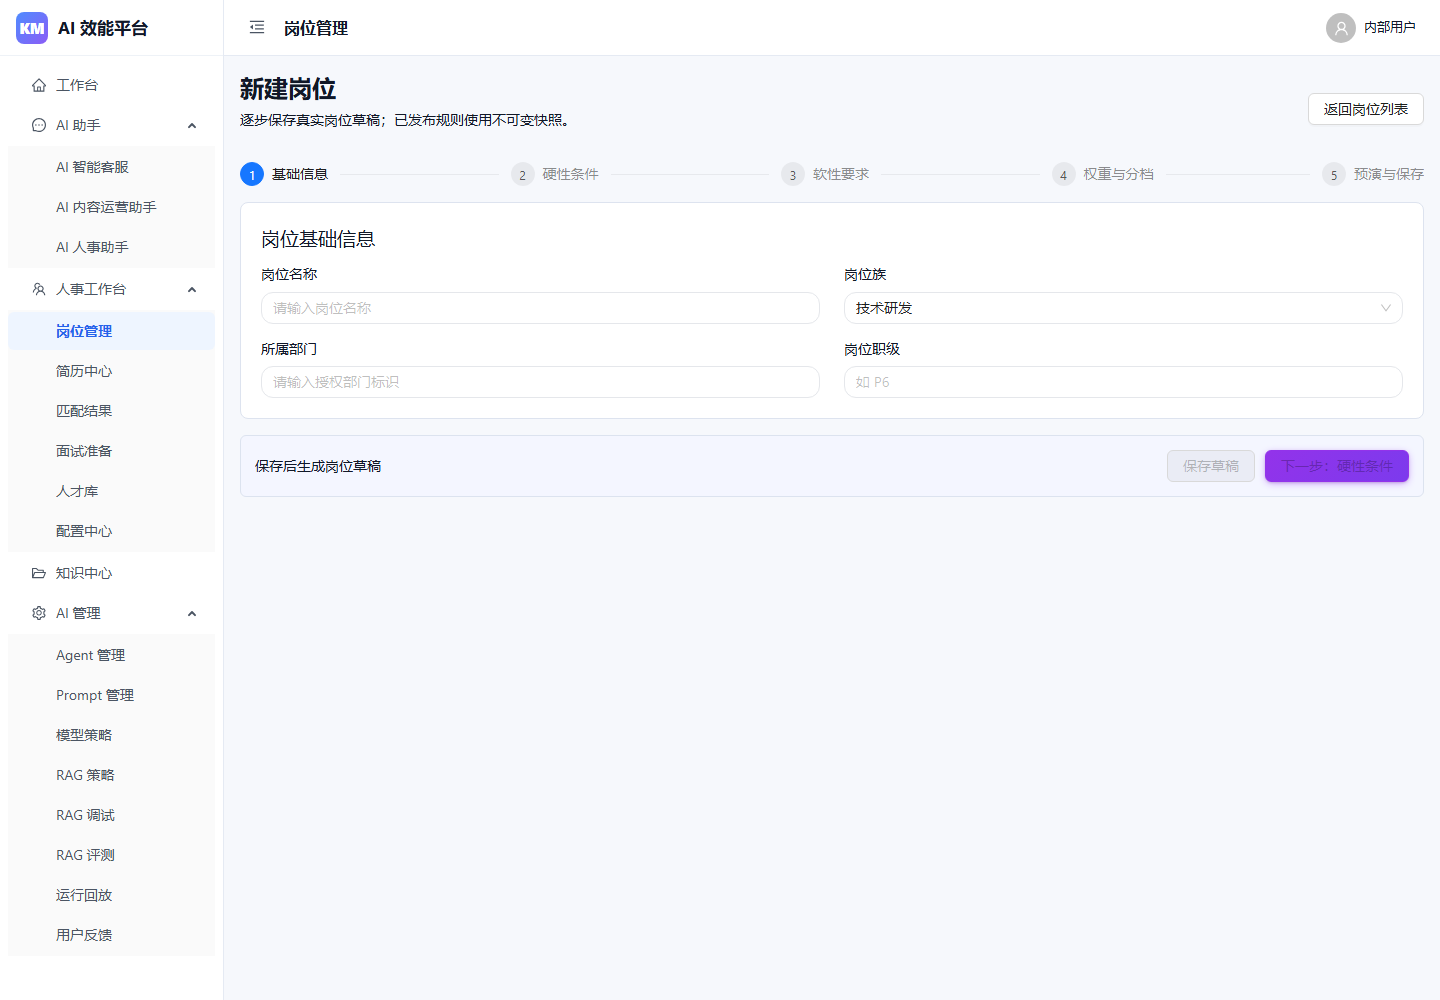 KM AI 效能平台
岗位管理
内部用户
工作台
AI 助手
AI 智能客服
AI 内容运营助手
AI 人事助手
人事工作台
岗位管理
简历中心
匹配结果
面试准备
人才库
配置中心
知识中心
AI 管理
Agent 管理
Prompt 管理
模型策略
RAG 策略
RAG 调试
RAG 评测
运行回放
用户反馈
新建岗位
逐步保存真实岗位草稿；已发布规则使用不可变快照。
返回岗位列表
1 基础信息
2 硬性条件
3 软性要求
4 权重与分档
5 预演与保存
岗位基础信息
岗位名称
请输入岗位名称
岗位族
技术研发
所属部门
请输入授权部门标识
岗位职级
如 P6
保存后生成岗位草稿
保存草稿
下一步：硬性条件